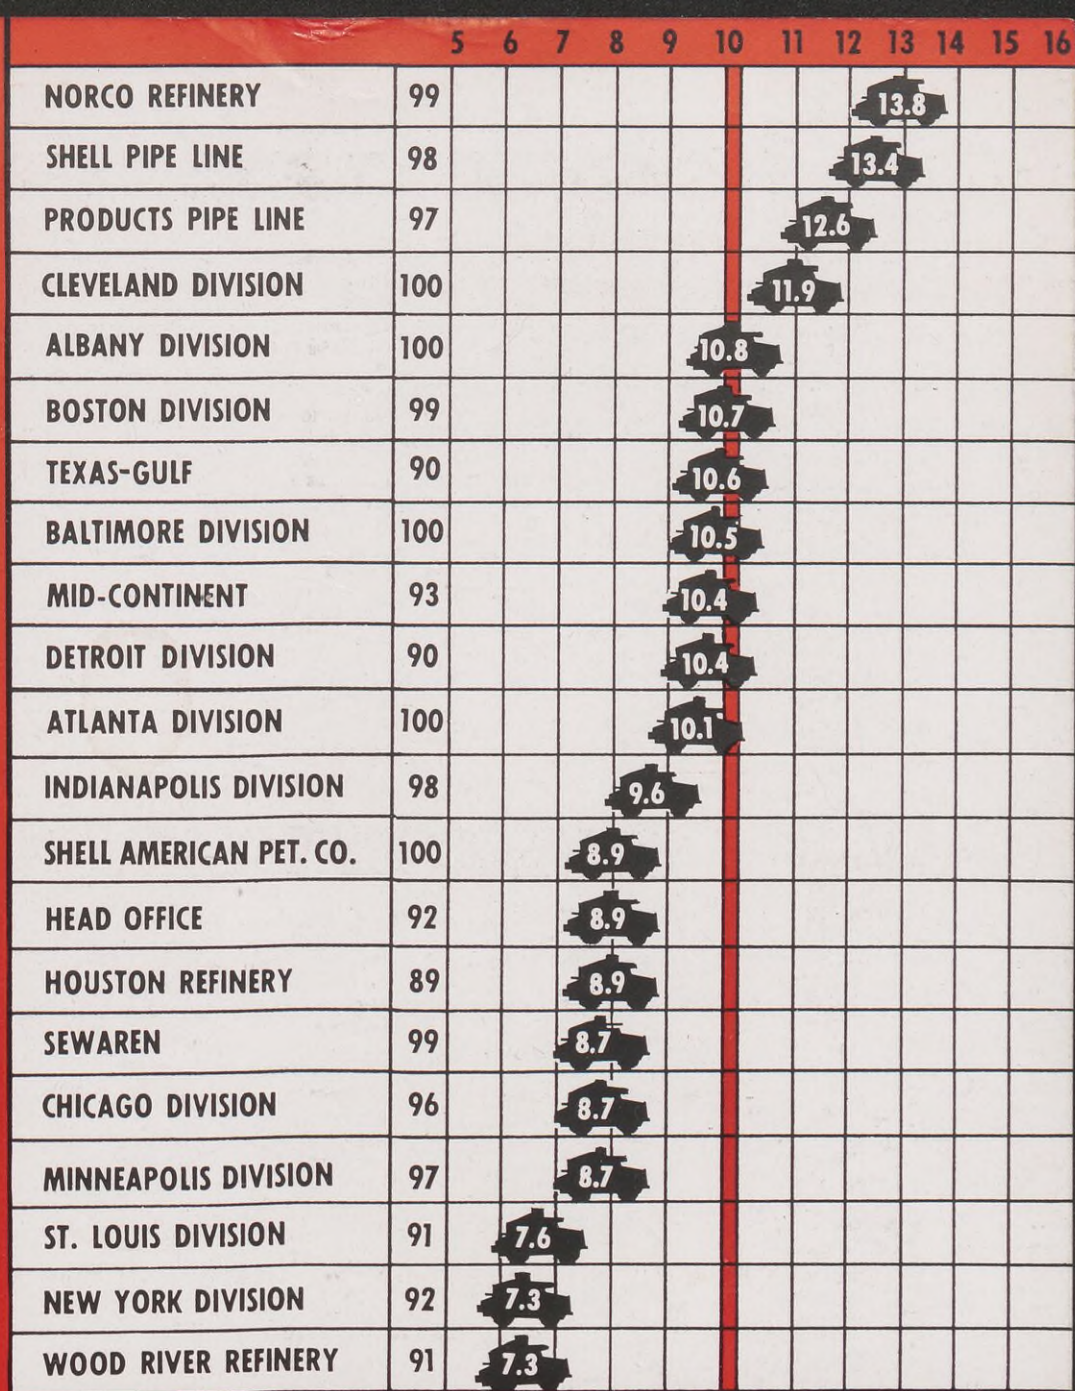 5 6 7 8 9 10 11 12 13 14 15 16
NORCO REFINERY 99 13.8
SHELL PIPE LINE 98 13.4
PRODUCTS PIPE LINE 97 12.6
CLEVELAND DIVISION 100 11.9
ALBANY DIVISION 100 10.8
BOSTON DIVISION 99 10.7
TEXAS-GULF 90 10.6
BALTIMORE DIVISION 100 10.5
MID-CONTINENT 93 10.4
DETROIT DIVISION 90 10.4
ATLANTA DIVISION 100 10.1
INDIANAPOLIS DIVISION 98 9.6
SHELL AMERICAN PET. CO. 100 8.9
HEAD OFFICE 92 8.9
HOUSTON REFINERY 89 8.9
SEWAREN 99 8.7
CHICAGO DIVISION 96 8.7
MINNEAPOLIS DIVISION 97 8.7
ST. LOUIS DIVISION 91 7.6
NEW YORK DIVISION 92 7.3
WOOD RIVER REFINERY 91 7.3